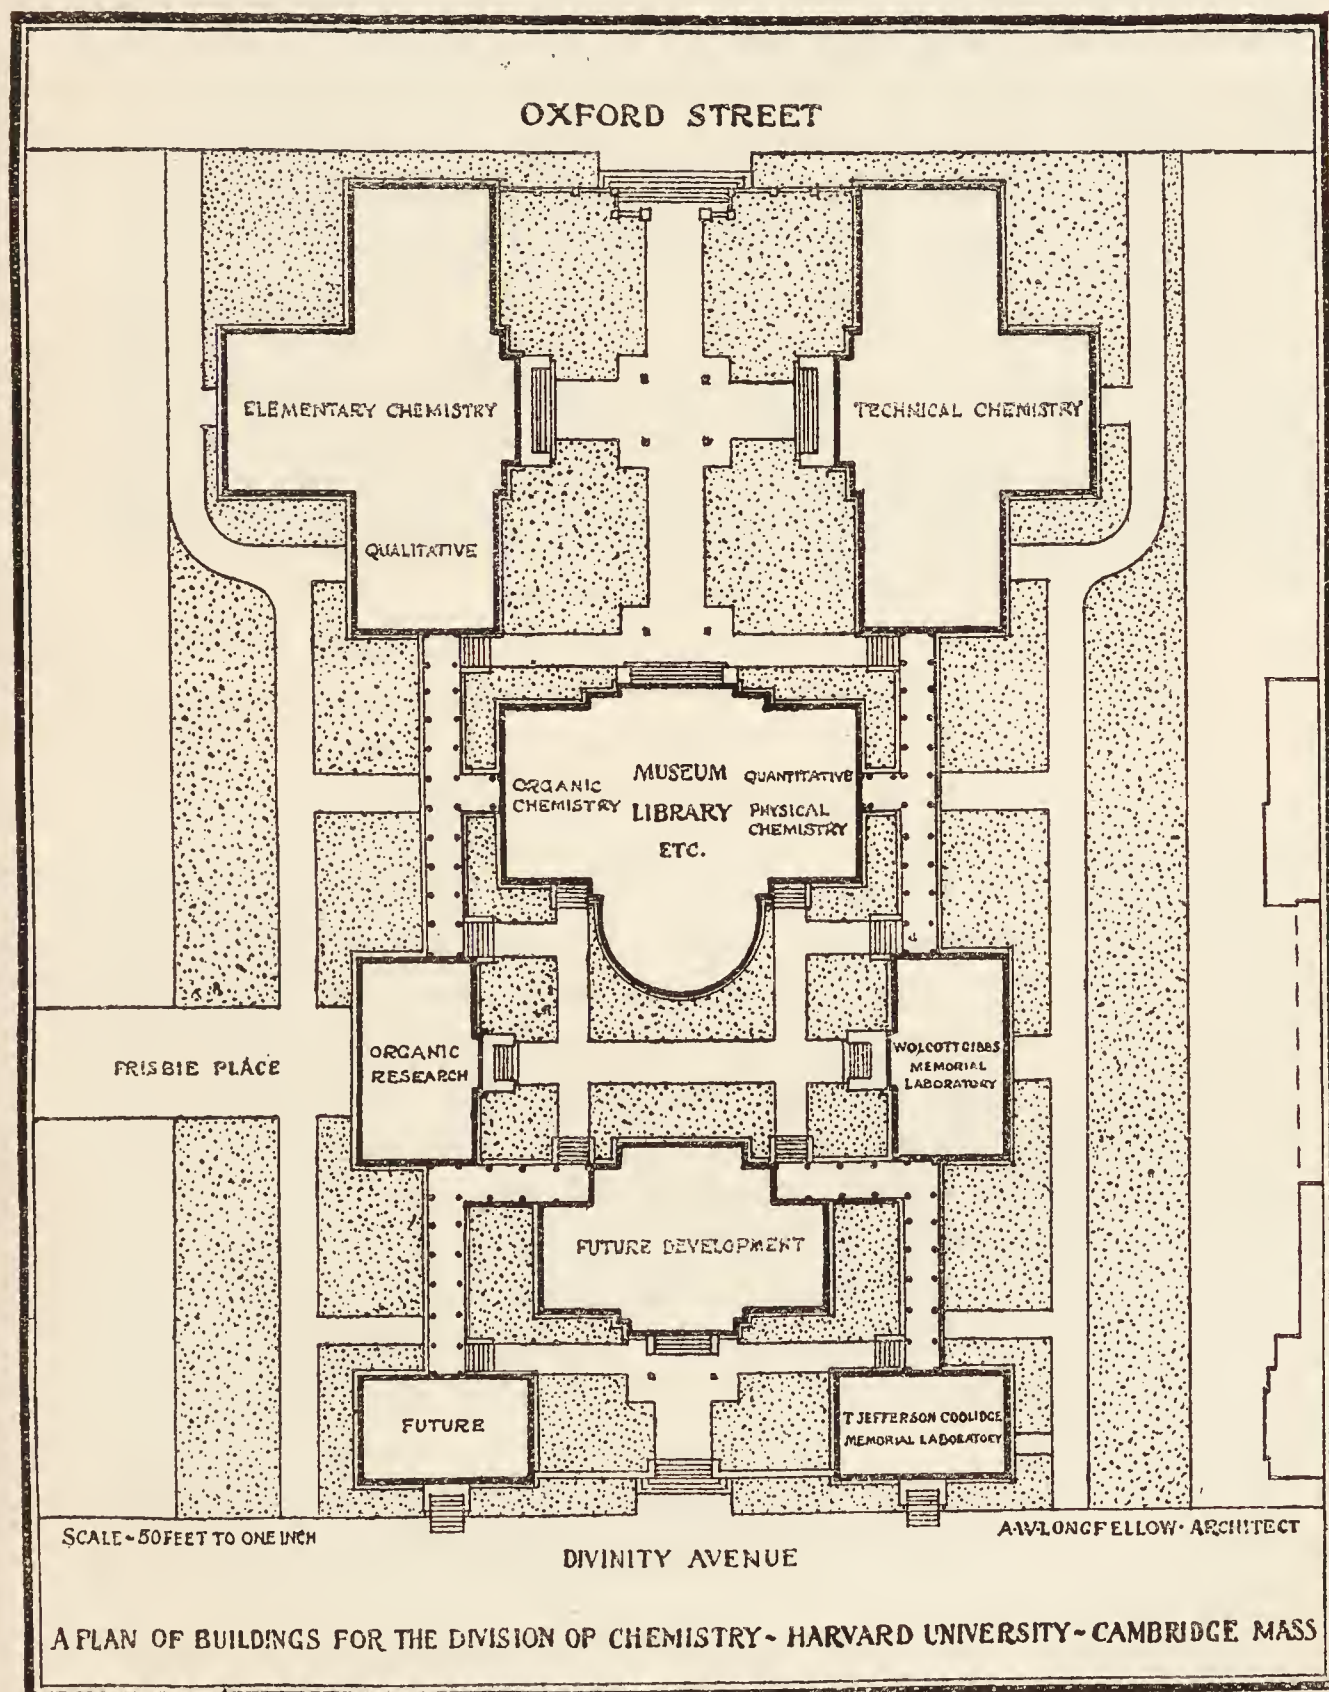 OXFORD STREET
ELEMENTARY CHEMISTRY
TECHNICAL CHEMISTRY
QUALITATIVE
ORGANIC
CHEMISTRY
MUSEUM
LIBRARY
ETC.
QUANTITATIVE
PHYSICAL
CHEMISTRY
FRISBIE PLACE
ORGANIC
RESEARCH
WOLCOTT GIBBS
MEMORIAL
LABORATORY
FUTURE DEVELOPMENT
FUTURE
T JEFFERSON COOLIDGE
MEMORIAL LABORATORY
SCALE-50 FEET TO ONE INCH
A·W·LONGFELLOW·ARCHITECT
DIVINITY AVENUE
A PLAN OF BUILDINGS FOR THE DIVISION OF CHEMISTRY-HARVARD UNIVERSITY-CAMBRIDGE MASS